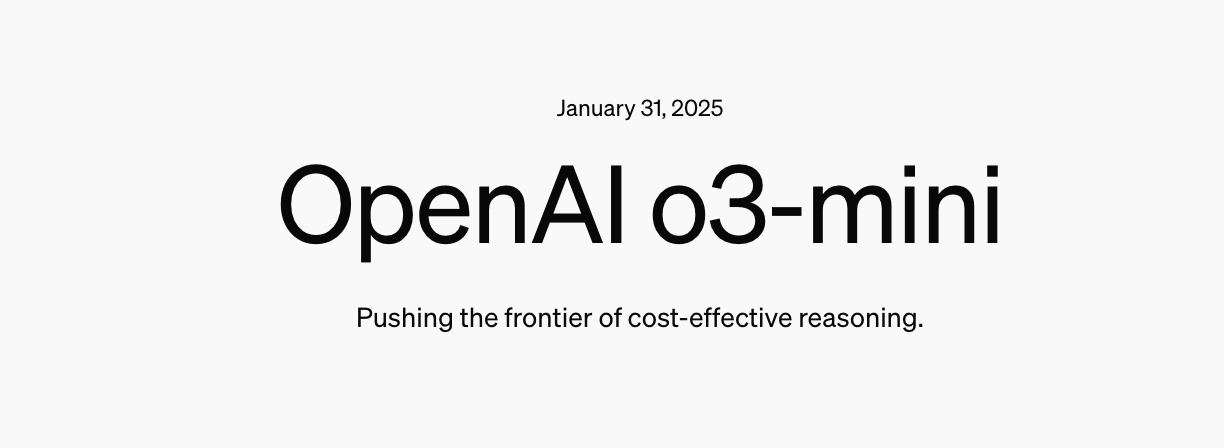 January 31, 2025
OpenAI o3-mini
Pushing the frontier of cost-effective reasoning.